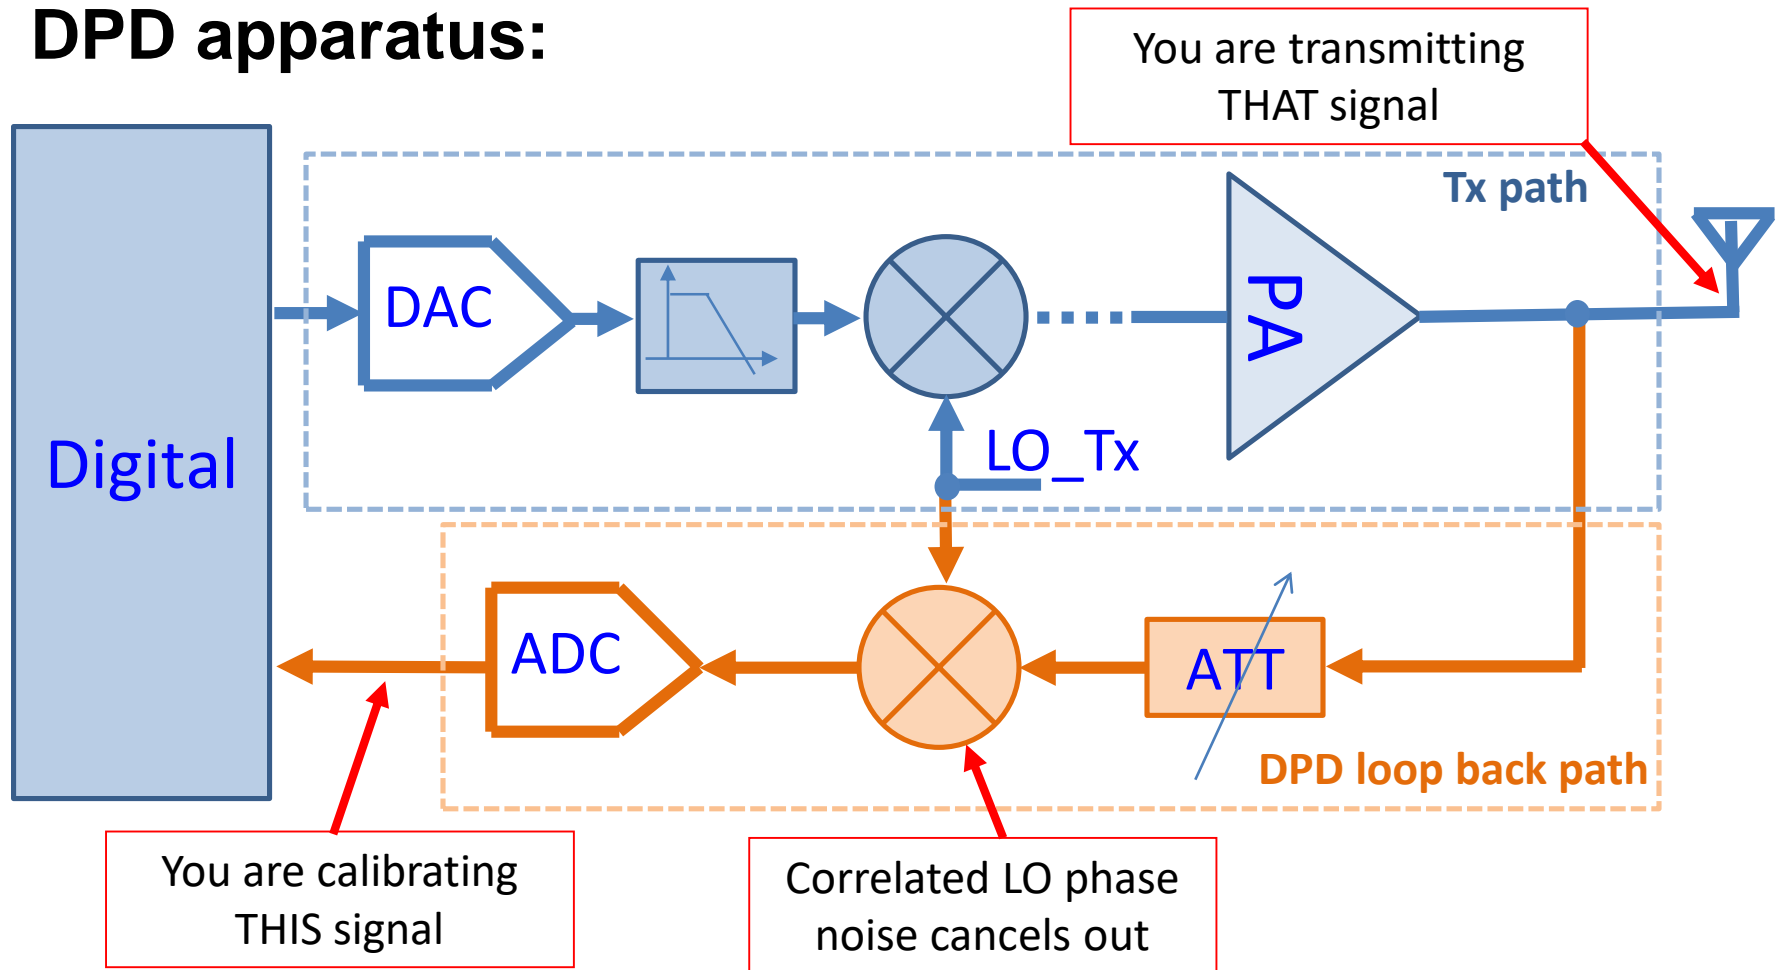 DPD apparatus:
You are transmitting
THAT signal
Tx path
DAC
PA
LO_Tx
Digital
ADC
ATT
DPD loop back path
You are calibrating
THIS signal
Correlated LO phase
noise cancels out